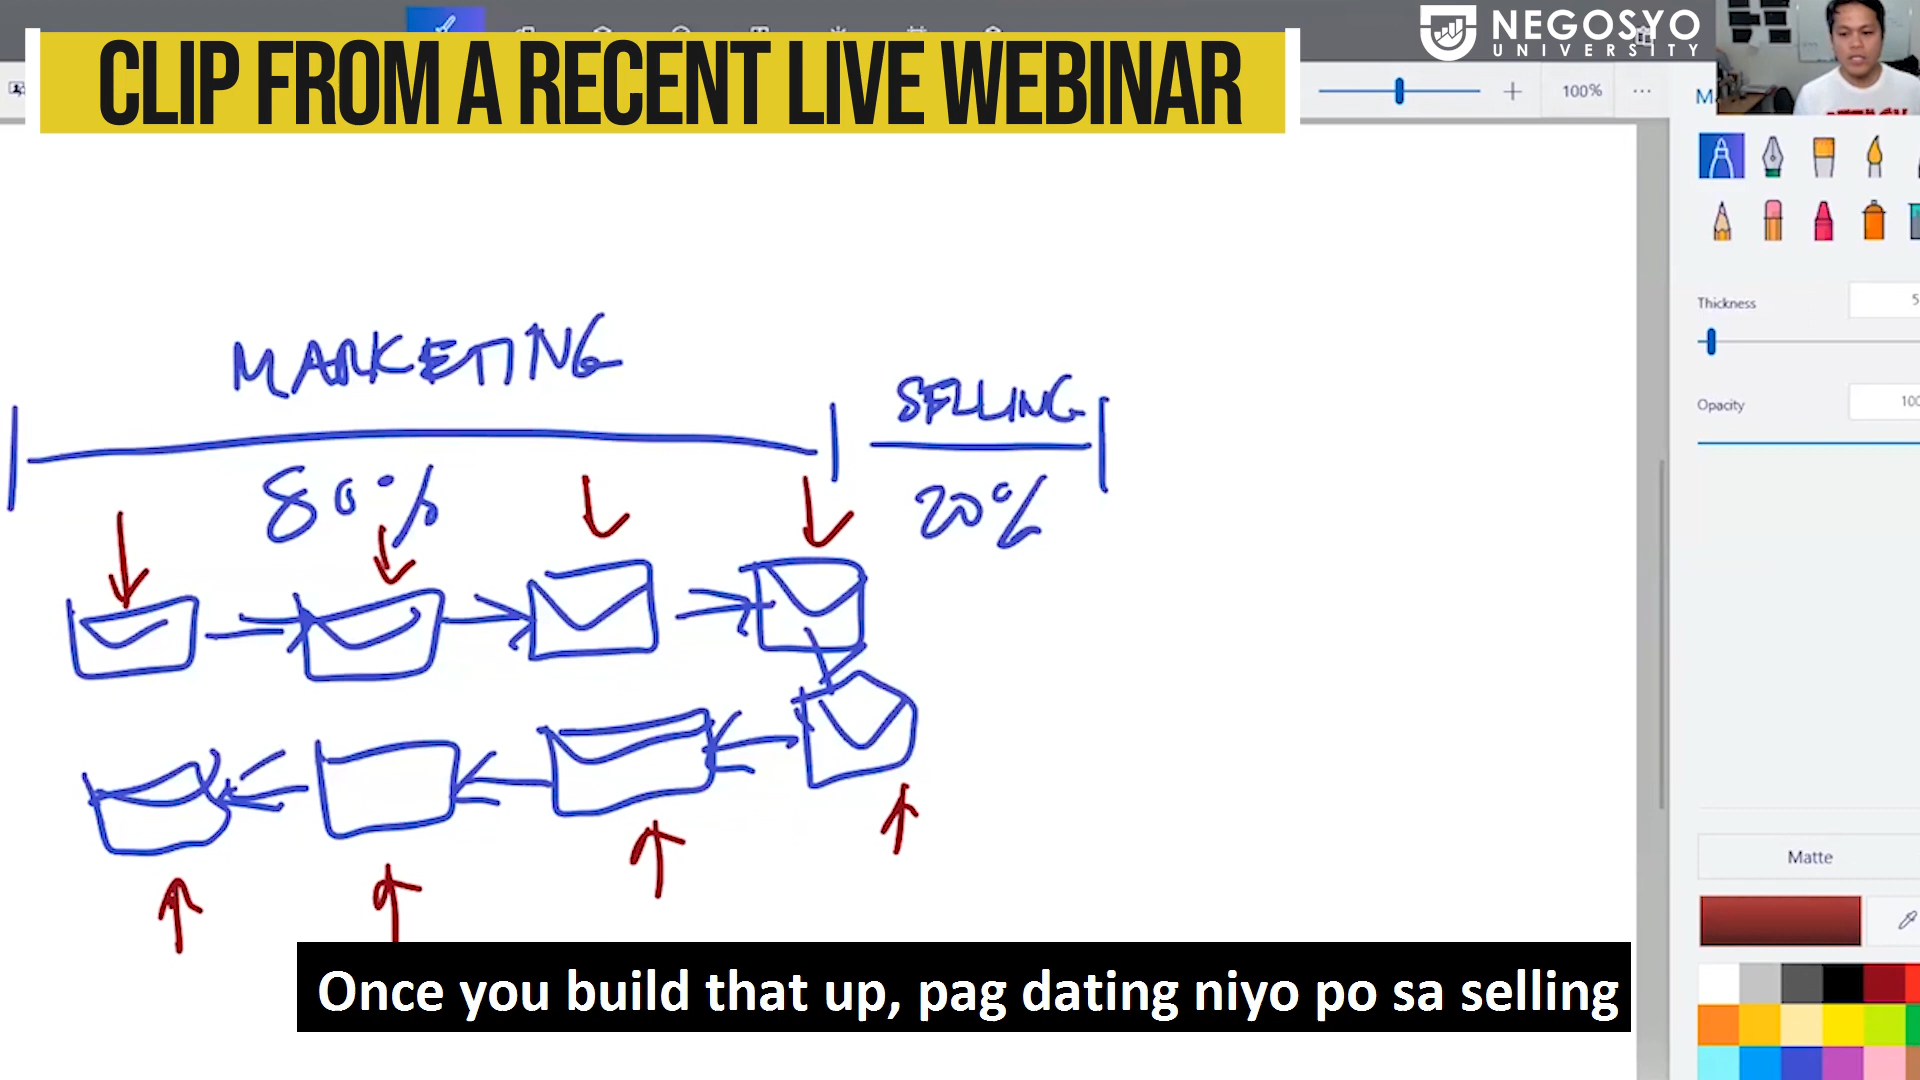 NEGOSYO
UNIVERSITY
CLIP FROM A RECENT LIVE WEBINAR
100%
Thickness
Opacity
MARKETING
SELLING
80%
20%
Matte
Once you build that up, pag dating niyo po sa selling